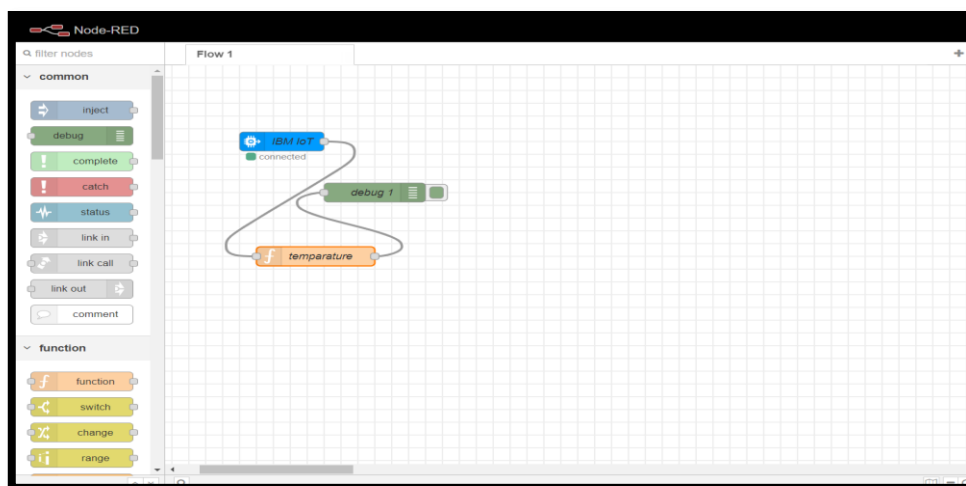 Node-RED
filter nodes
Flow 1
common
inject
debug
complete
catch
status
link in
link call
link out
comment
function
function
switch
change
range
IBM IoT
connected
debug 1
temparature